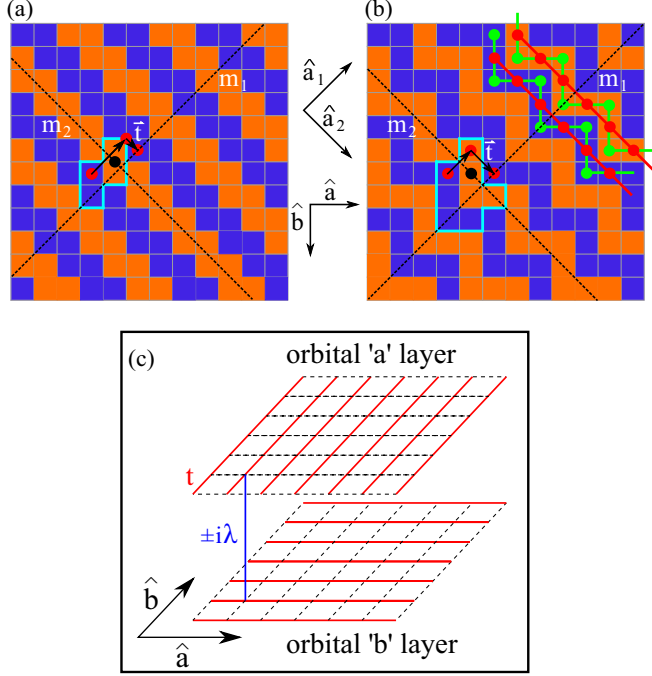 (a)
(b)
m₁
m₂
t⃗
â₁
â₂
â
b̂
m₁
m₂
t⃗
(c)
orbital 'a' layer
t
±iλ
b̂
â
orbital 'b' layer